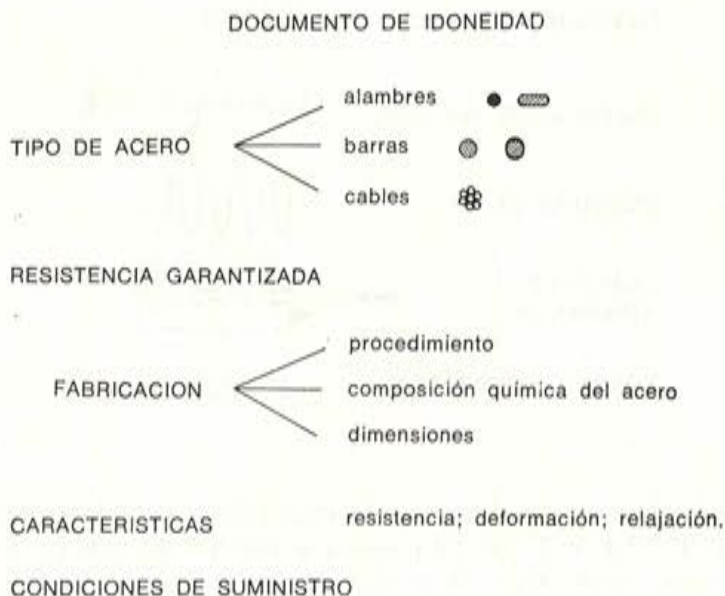 DOCUMENTO DE IDONEIDAD
alambres
TIPO DE ACERO barras
cables
RESISTENCIA GARANTIZADA
procedimiento
FABRICACION composición química del acero
dimensiones
CARACTERISTICAS resistencia; deformación; relajación,
CONDICIONES DE SUMINISTRO